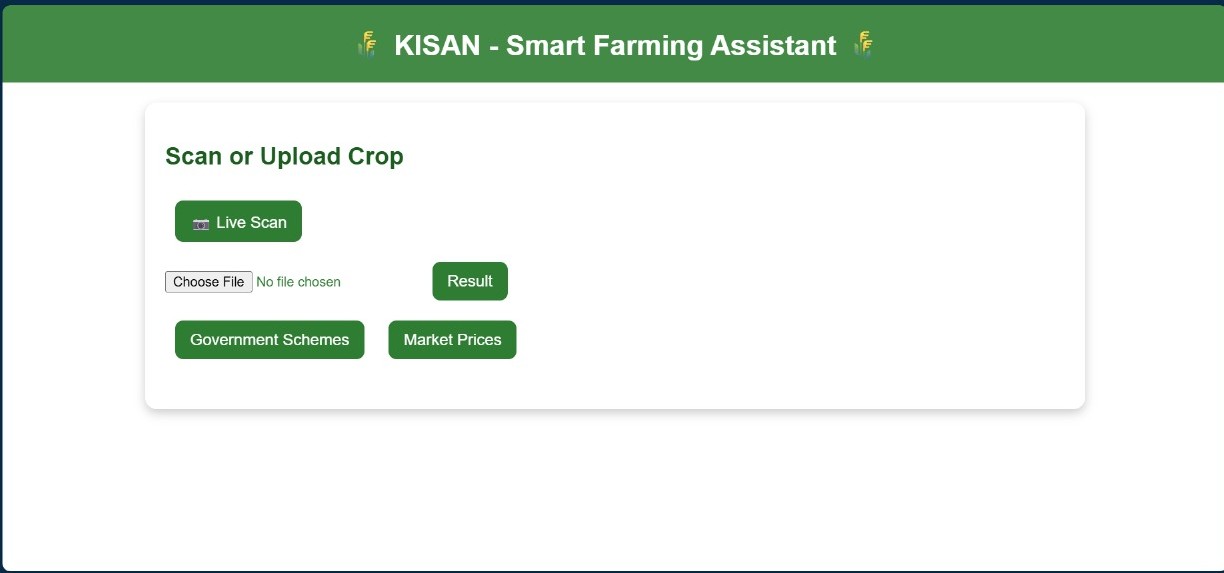 🌾 KISAN - Smart Farming Assistant 🌾
Scan or Upload Crop
📷 Live Scan
Choose File No file chosen Result
Government Schemes Market Prices